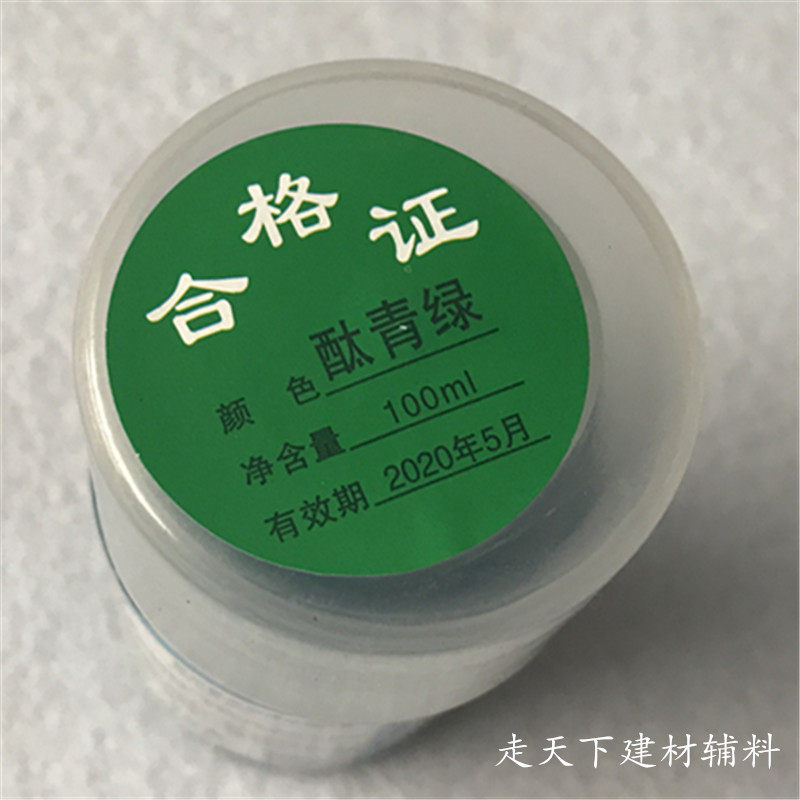 合格证
颜 色 酞青绿
净含量 100ml
有效期 2020年5月
走天下建材辅料